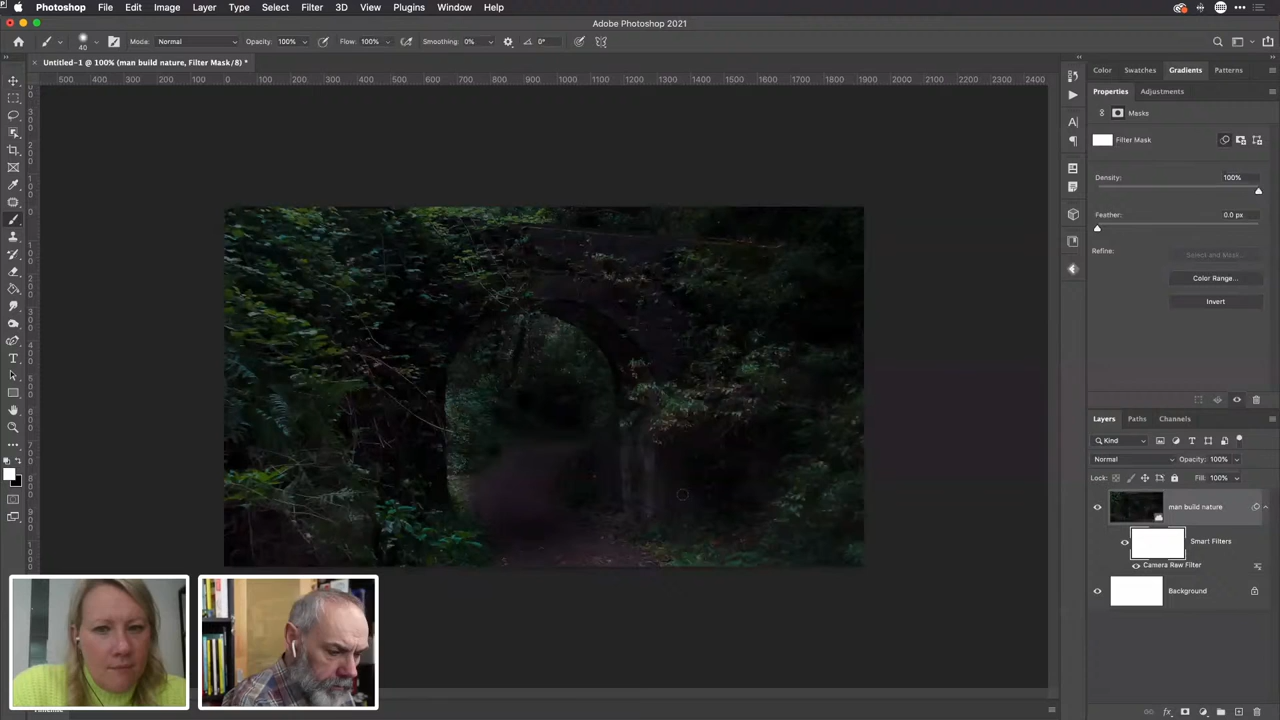 Photoshop File Edit Image Layer Type Select Filter 3D View Plugins Window Help
Adobe Photoshop 2021
40 Mode: Normal Opacity: 100% Flow: 100% Smoothing: 0% 0°
Untitled-1 @ 100% (man build nature, Filter Mask/8) *
500 400 300 200 100 0 100 200 300 400 500 600 700 800 900 1000 1100 1200 1300 1400 1500 1600 1700 1800 1900 2000 2100 2200 2300 2400
Color Swatches Gradients Patterns
Properties Adjustments
Masks
Filter Mask
Density: 100%
Feather: 0.0 px
Refine: Select and Mask...
Color Range...
Invert
Layers Paths Channels
Kind
Normal Opacity: 100%
Lock: Fill: 100%
man build nature
Smart Filters
Camera Raw Filter
Background
Timeline